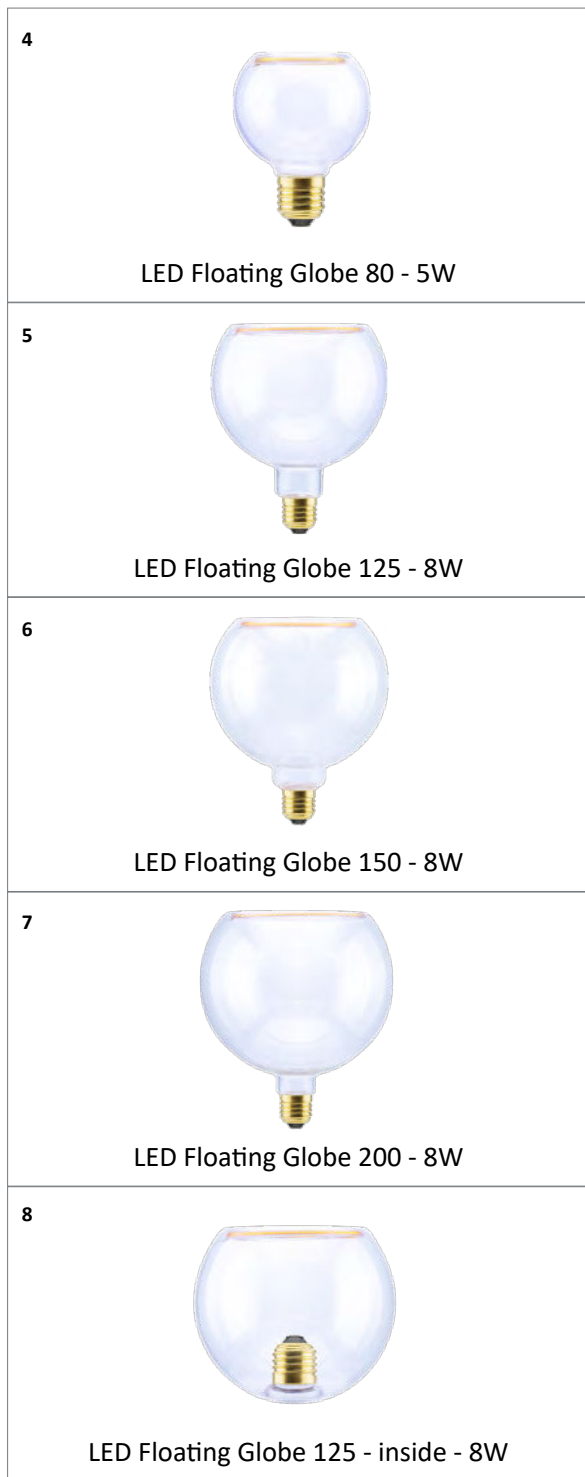 4
LED Floating Globe 80 - 5W
5
LED Floating Globe 125 - 8W
6
LED Floating Globe 150 - 8W
7
LED Floating Globe 200 - 8W
8
LED Floating Globe 125 - inside - 8W